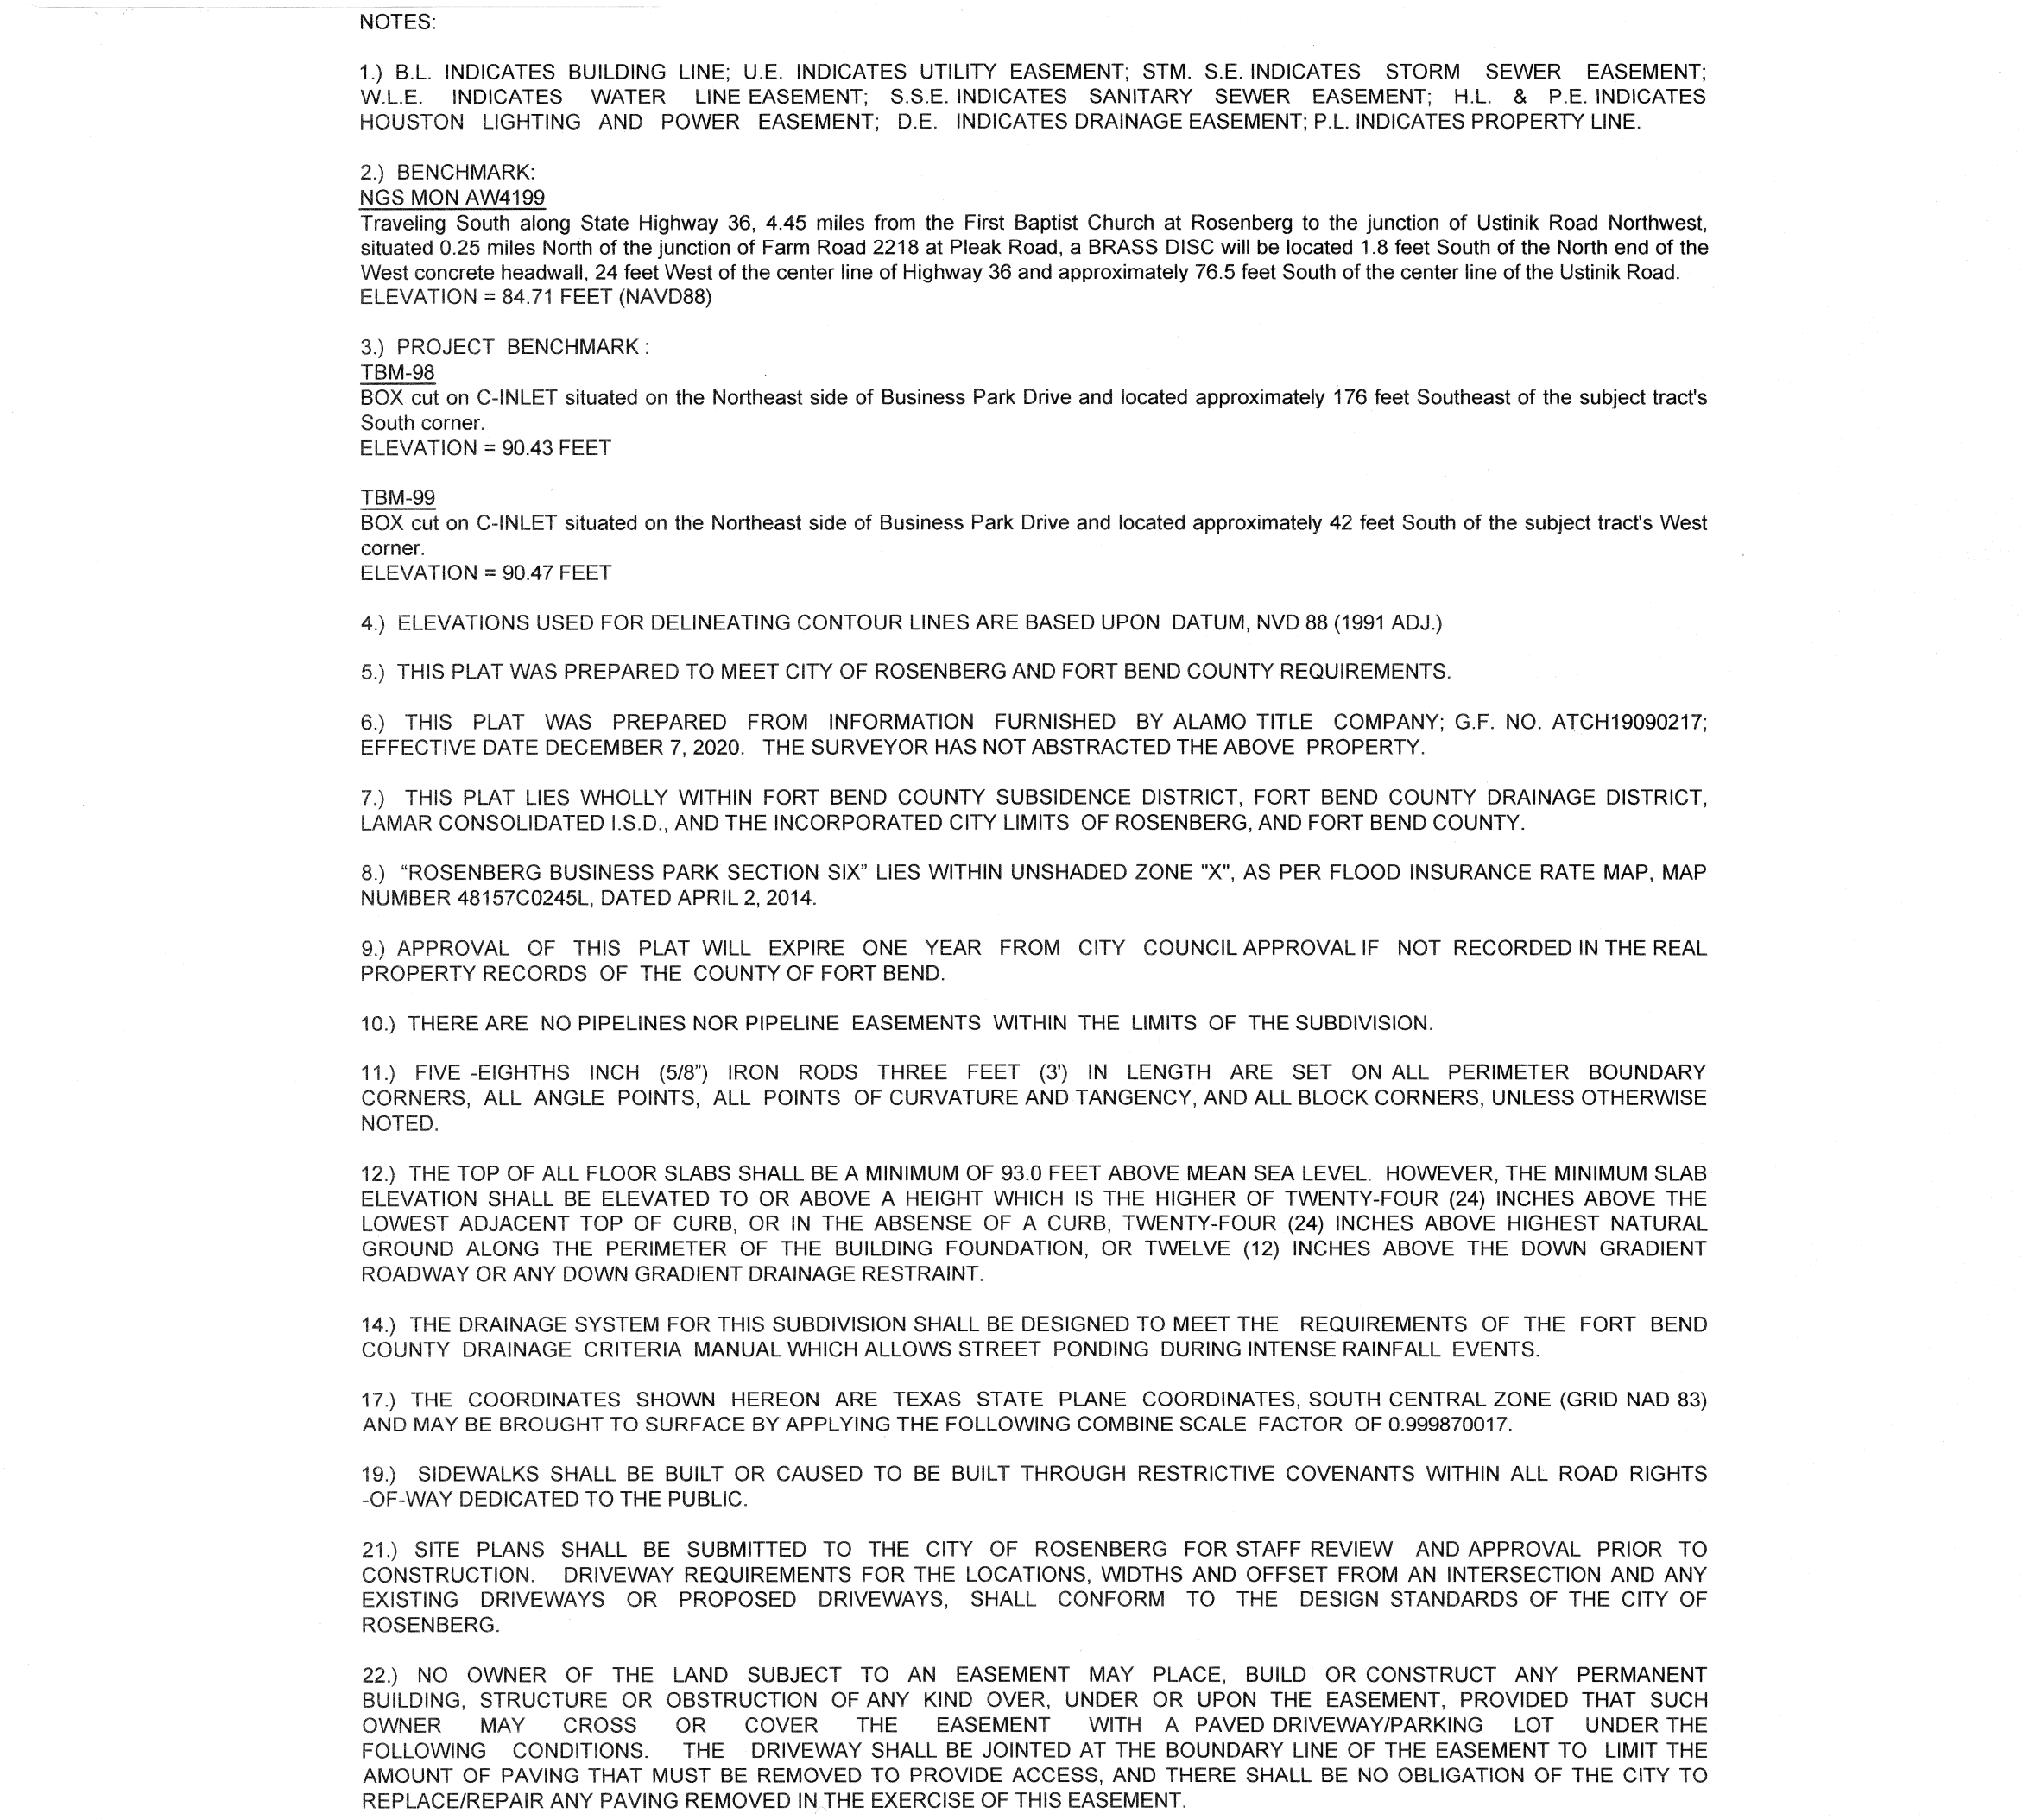 NOTES:
1.) B.L. INDICATES BUILDING LINE; U.E. INDICATES UTILITY EASEMENT; STM. S.E. INDICATES STORM SEWER EASEMENT;
W.L.E. INDICATES WATER LINE EASEMENT; S.S.E. INDICATES SANITARY SEWER EASEMENT; H.L. & P.E. INDICATES
HOUSTON LIGHTING AND POWER EASEMENT; D.E. INDICATES DRAINAGE EASEMENT; P.L. INDICATES PROPERTY LINE.
2.) BENCHMARK:
NGS MON AW4199
Traveling South along State Highway 36, 4.45 miles from the First Baptist Church at Rosenberg to the junction of Ustinik Road Northwest,
situated 0.25 miles North of the junction of Farm Road 2218 at Pleak Road, a BRASS DISC will be located 1.8 feet South of the North end of the
West concrete headwall, 24 feet West of the center line of Highway 36 and approximately 76.5 feet South of the center line of the Ustinik Road.
ELEVATION = 84.71 FEET (NAVD88)
3.) PROJECT BENCHMARK :
TBM-98
BOX cut on C-INLET situated on the Northeast side of Business Park Drive and located approximately 176 feet Southeast of the subject tract's
South corner.
ELEVATION = 90.43 FEET
TBM-99
BOX cut on C-INLET situated on the Northeast side of Business Park Drive and located approximately 42 feet South of the subject tract's West
corner.
ELEVATION = 90.47 FEET
4.) ELEVATIONS USED FOR DELINEATING CONTOUR LINES ARE BASED UPON DATUM, NVD 88 (1991 ADJ.)
5.) THIS PLAT WAS PREPARED TO MEET CITY OF ROSENBERG AND FORT BEND COUNTY REQUIREMENTS.
6.) THIS PLAT WAS PREPARED FROM INFORMATION FURNISHED BY ALAMO TITLE COMPANY; G.F. NO. ATCH19090217;
EFFECTIVE DATE DECEMBER 7, 2020. THE SURVEYOR HAS NOT ABSTRACTED THE ABOVE PROPERTY.
7.) THIS PLAT LIES WHOLLY WITHIN FORT BEND COUNTY SUBSIDENCE DISTRICT, FORT BEND COUNTY DRAINAGE DISTRICT,
LAMAR CONSOLIDATED I.S.D., AND THE INCORPORATED CITY LIMITS OF ROSENBERG, AND FORT BEND COUNTY.
8.) “ROSENBERG BUSINESS PARK SECTION SIX” LIES WITHIN UNSHADED ZONE "X", AS PER FLOOD INSURANCE RATE MAP, MAP
NUMBER 48157C0245L, DATED APRIL 2, 2014.
9.) APPROVAL OF THIS PLAT WILL EXPIRE ONE YEAR FROM CITY COUNCIL APPROVAL IF NOT RECORDED IN THE REAL
PROPERTY RECORDS OF THE COUNTY OF FORT BEND.
10.) THERE ARE NO PIPELINES NOR PIPELINE EASEMENTS WITHIN THE LIMITS OF THE SUBDIVISION.
11.) FIVE -EIGHTHS INCH (5/8”) IRON RODS THREE FEET (3') IN LENGTH ARE SET ON ALL PERIMETER BOUNDARY
CORNERS, ALL ANGLE POINTS, ALL POINTS OF CURVATURE AND TANGENCY, AND ALL BLOCK CORNERS, UNLESS OTHERWISE
NOTED.
12.) THE TOP OF ALL FLOOR SLABS SHALL BE A MINIMUM OF 93.0 FEET ABOVE MEAN SEA LEVEL. HOWEVER, THE MINIMUM SLAB
ELEVATION SHALL BE ELEVATED TO OR ABOVE A HEIGHT WHICH IS THE HIGHER OF TWENTY-FOUR (24) INCHES ABOVE THE
LOWEST ADJACENT TOP OF CURB, OR IN THE ABSENSE OF A CURB, TWENTY-FOUR (24) INCHES ABOVE HIGHEST NATURAL
GROUND ALONG THE PERIMETER OF THE BUILDING FOUNDATION, OR TWELVE (12) INCHES ABOVE THE DOWN GRADIENT
ROADWAY OR ANY DOWN GRADIENT DRAINAGE RESTRAINT.
14.) THE DRAINAGE SYSTEM FOR THIS SUBDIVISION SHALL BE DESIGNED TO MEET THE REQUIREMENTS OF THE FORT BEND
COUNTY DRAINAGE CRITERIA MANUAL WHICH ALLOWS STREET PONDING DURING INTENSE RAINFALL EVENTS.
17.) THE COORDINATES SHOWN HEREON ARE TEXAS STATE PLANE COORDINATES, SOUTH CENTRAL ZONE (GRID NAD 83)
AND MAY BE BROUGHT TO SURFACE BY APPLYING THE FOLLOWING COMBINE SCALE FACTOR OF 0.999870017.
19.) SIDEWALKS SHALL BE BUILT OR CAUSED TO BE BUILT THROUGH RESTRICTIVE COVENANTS WITHIN ALL ROAD RIGHTS
-OF-WAY DEDICATED TO THE PUBLIC.
21.) SITE PLANS SHALL BE SUBMITTED TO THE CITY OF ROSENBERG FOR STAFF REVIEW AND APPROVAL PRIOR TO
CONSTRUCTION. DRIVEWAY REQUIREMENTS FOR THE LOCATIONS, WIDTHS AND OFFSET FROM AN INTERSECTION AND ANY
EXISTING DRIVEWAYS OR PROPOSED DRIVEWAYS, SHALL CONFORM TO THE DESIGN STANDARDS OF THE CITY OF
ROSENBERG.
22.) NO OWNER OF THE LAND SUBJECT TO AN EASEMENT MAY PLACE, BUILD OR CONSTRUCT ANY PERMANENT
BUILDING, STRUCTURE OR OBSTRUCTION OF ANY KIND OVER, UNDER OR UPON THE EASEMENT, PROVIDED THAT SUCH
OWNER MAY CROSS OR COVER THE EASEMENT WITH A PAVED DRIVEWAY/PARKING LOT UNDER THE
FOLLOWING CONDITIONS. THE DRIVEWAY SHALL BE JOINTED AT THE BOUNDARY LINE OF THE EASEMENT TO LIMIT THE
AMOUNT OF PAVING THAT MUST BE REMOVED TO PROVIDE ACCESS, AND THERE SHALL BE NO OBLIGATION OF THE CITY TO
REPLACE/REPAIR ANY PAVING REMOVED IN THE EXERCISE OF THIS EASEMENT.